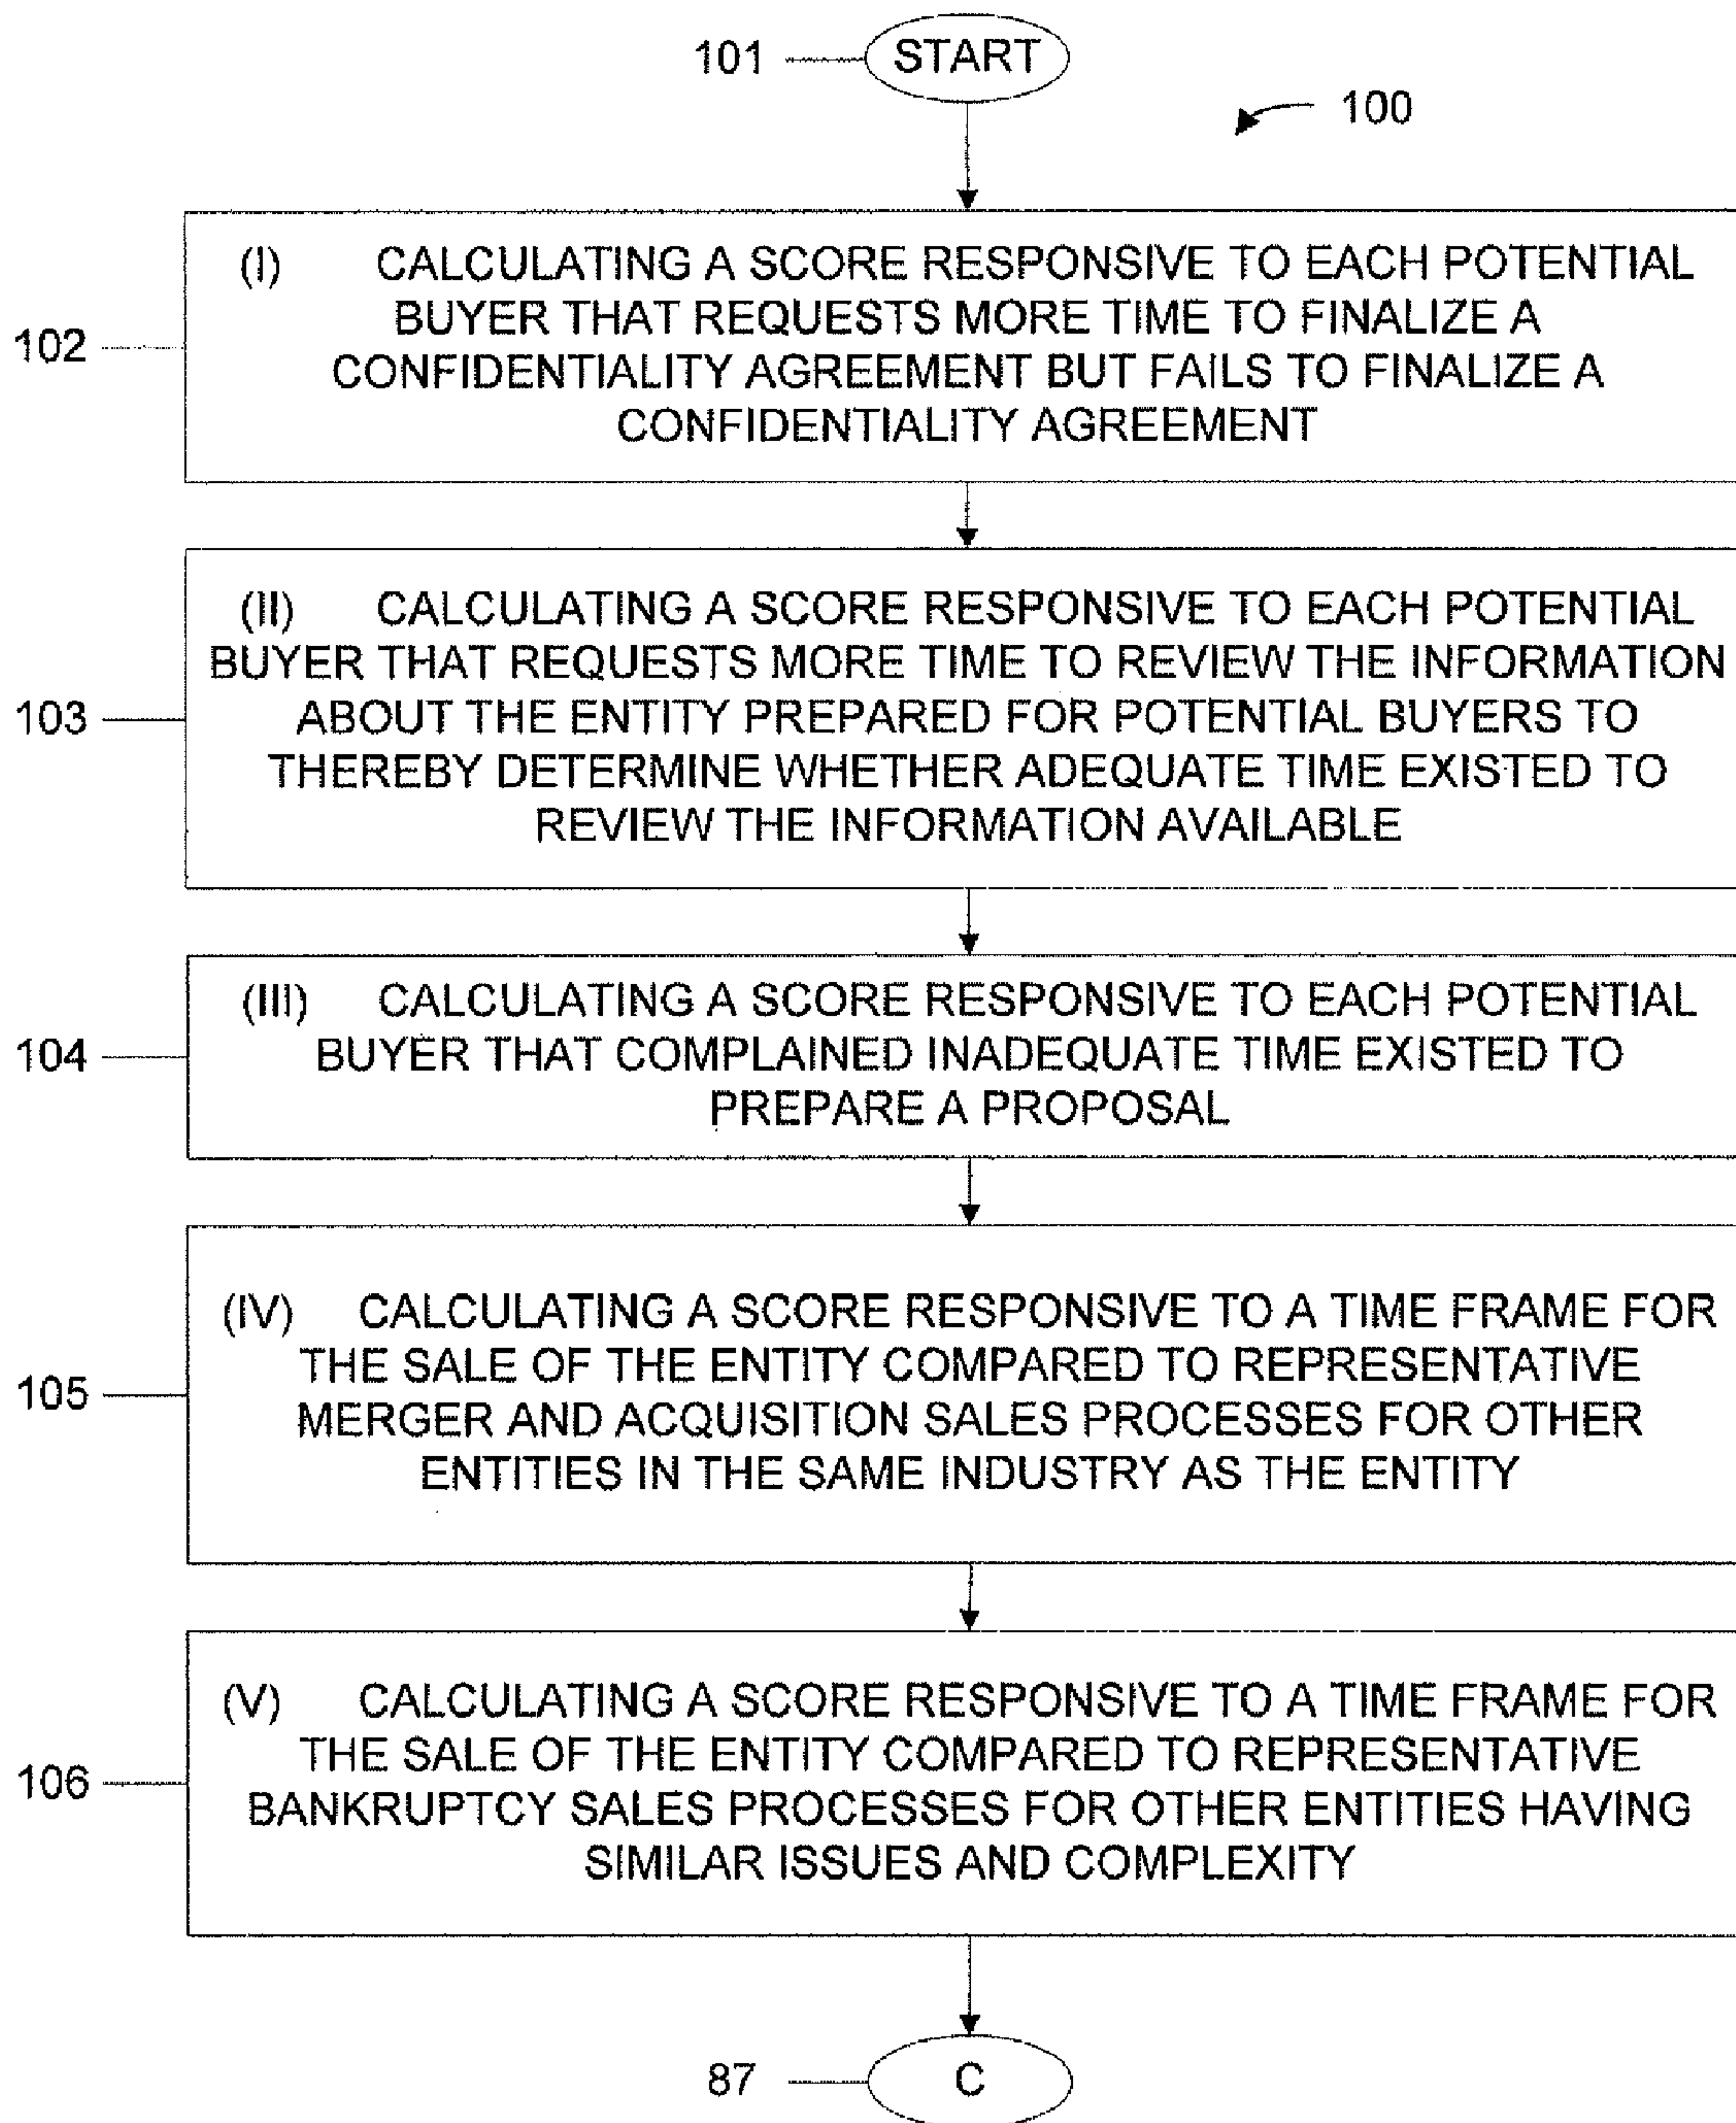 101 START
100
(I) CALCULATING A SCORE RESPONSIVE TO EACH POTENTIAL
BUYER THAT REQUESTS MORE TIME TO FINALIZE A
102
CONFIDENTIALITY AGREEMENT BUT FAILS TO FINALIZE A
CONFIDENTIALITY AGREEMENT
(II) CALCULATING A SCORE RESPONSIVE TO EACH POTENTIAL
BUYER THAT REQUESTS MORE TIME TO REVIEW THE INFORMATION
103 ABOUT THE ENTITY PREPARED FOR POTENTIAL BUYERS TO
THEREBY DETERMINE WHETHER ADEQUATE TIME EXISTED TO
REVIEW THE INFORMATION AVAILABLE
(III) CALCULATING A SCORE RESPONSIVE TO EACH POTENTIAL
104 BUYER THAT COMPLAINED INADEQUATE TIME EXISTED TO
PREPARE A PROPOSAL
(IV) CALCULATING A SCORE RESPONSIVE TO A TIME FRAME FOR
THE SALE OF THE ENTITY COMPARED TO REPRESENTATIVE
105
MERGER AND ACQUISITION SALES PROCESSES FOR OTHER
ENTITIES IN THE SAME INDUSTRY AS THE ENTITY
(V) CALCULATING A SCORE RESPONSIVE TO A TIME FRAME FOR
THE SALE OF THE ENTITY COMPARED TO REPRESENTATIVE
106
BANKRUPTCY SALES PROCESSES FOR OTHER ENTITIES HAVING
SIMILAR ISSUES AND COMPLEXITY
87 C